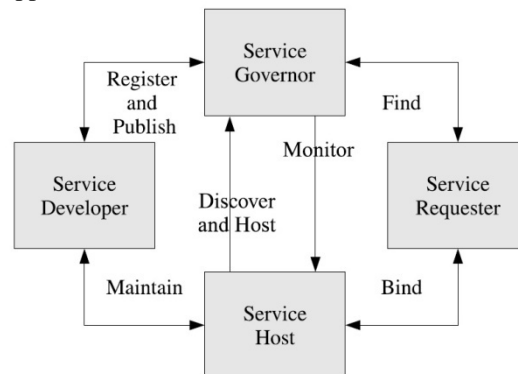 Service
Governor
Register
and
Publish
Find
Monitor
Service
Developer
Discover
and Host
Service
Requester
Maintain
Service
Host
Bind